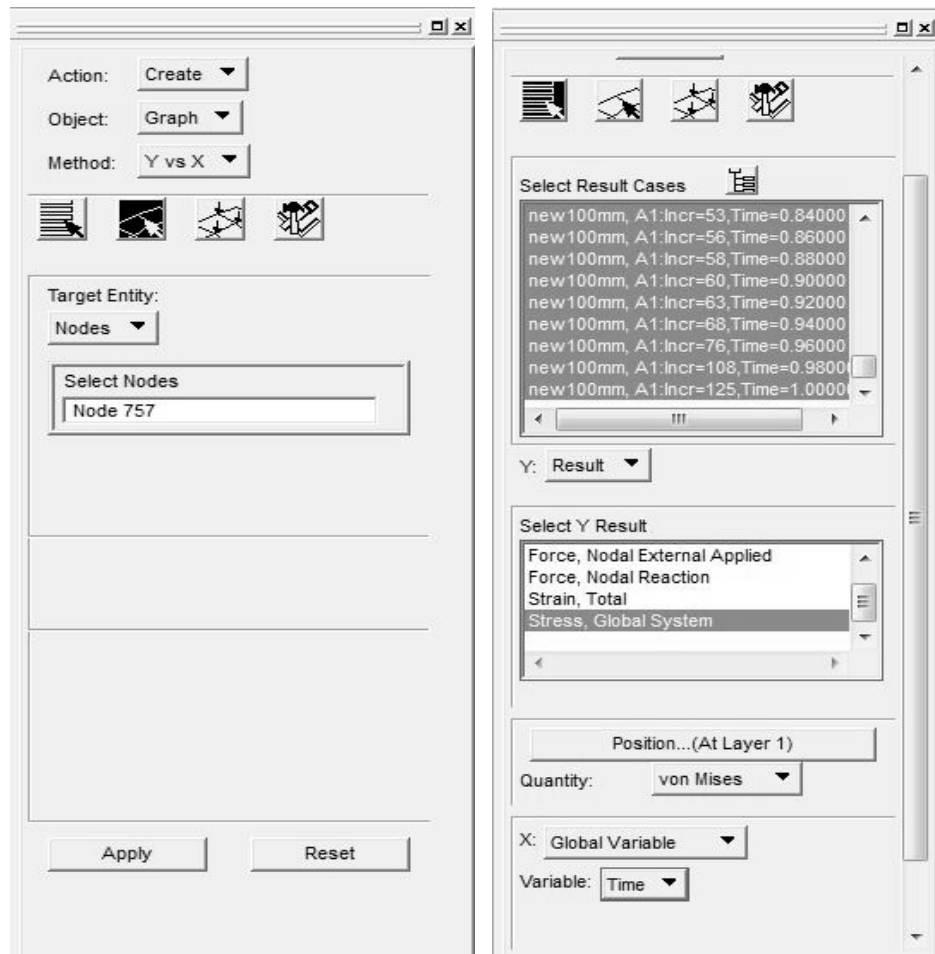 Action: Create
Object: Graph
Method: Y vs X
Target Entity:
Nodes
Select Nodes
Node 757
Apply Reset
Select Result Cases
new100mm, A1:Incr=53,Time=0.84000
new100mm, A1:Incr=56,Time=0.86000
new100mm, A1:Incr=58,Time=0.88000
new100mm, A1:Incr=60,Time=0.90000
new100mm, A1:Incr=63,Time=0.92000
new100mm, A1:Incr=68,Time=0.94000
new100mm, A1:Incr=76,Time=0.96000
new100mm, A1:Incr=108,Time=0.9800
new100mm, A1:Incr=125,Time=1.0000
Y: Result
Select Y Result
Force, Nodal External Applied
Force, Nodal Reaction
Strain, Total
Stress, Global System
Position...(At Layer 1)
Quantity: von Mises
X: Global Variable
Variable: Time